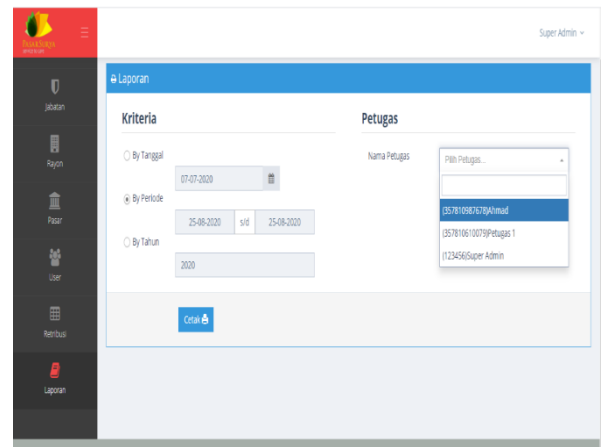 Super Admin
Jabatan
Rayon
Pasar
User
Retribusi
Laporan
Laporan
Kriteria
By Tanggal
07-07-2020
By Periode
25-08-2020 s/d 25-08-2020
By Tahun
2020
Cetak
Petugas
Nama Petugas
Pilih Petugas...
(357810987678)Ahmad
(357810610079)Petugas 1
(123456)Super Admin